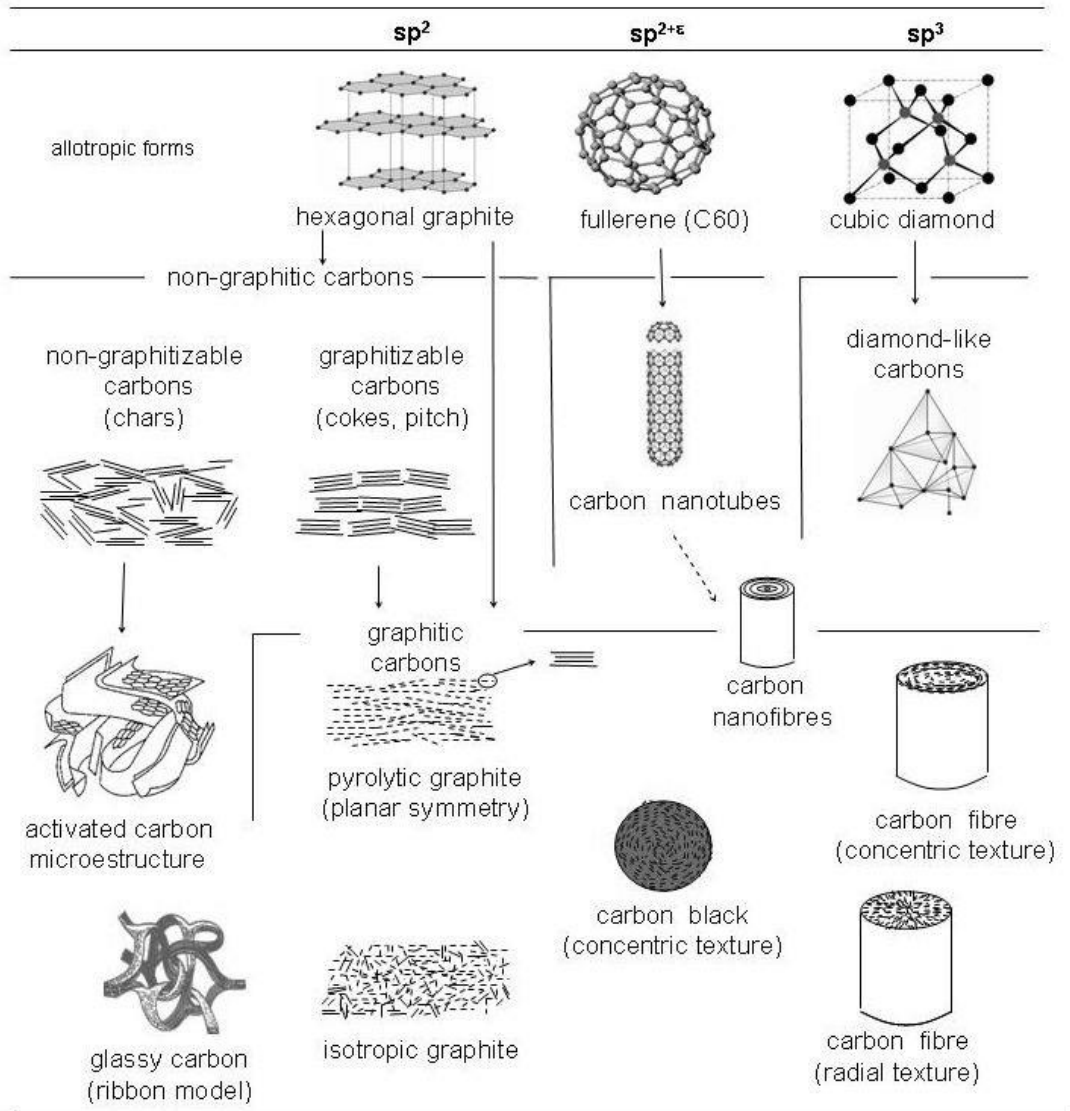 sp²
sp²⁺ᵋ
sp³
allotropic forms
hexagonal graphite
fullerene (C60)
cubic diamond
non-graphitic carbons
non-graphitizable
carbons
(chars)
graphitizable
carbons
(cokes, pitch)
diamond-like
carbons
carbon nanotubes
graphitic
carbons
carbon
nanofibres
pyrolytic graphite
(planar symmetry)
activated carbon
microestructure
carbon fibre
(concentric texture)
carbon black
(concentric texture)
glassy carbon
(ribbon model)
isotropic graphite
carbon fibre
(radial texture)